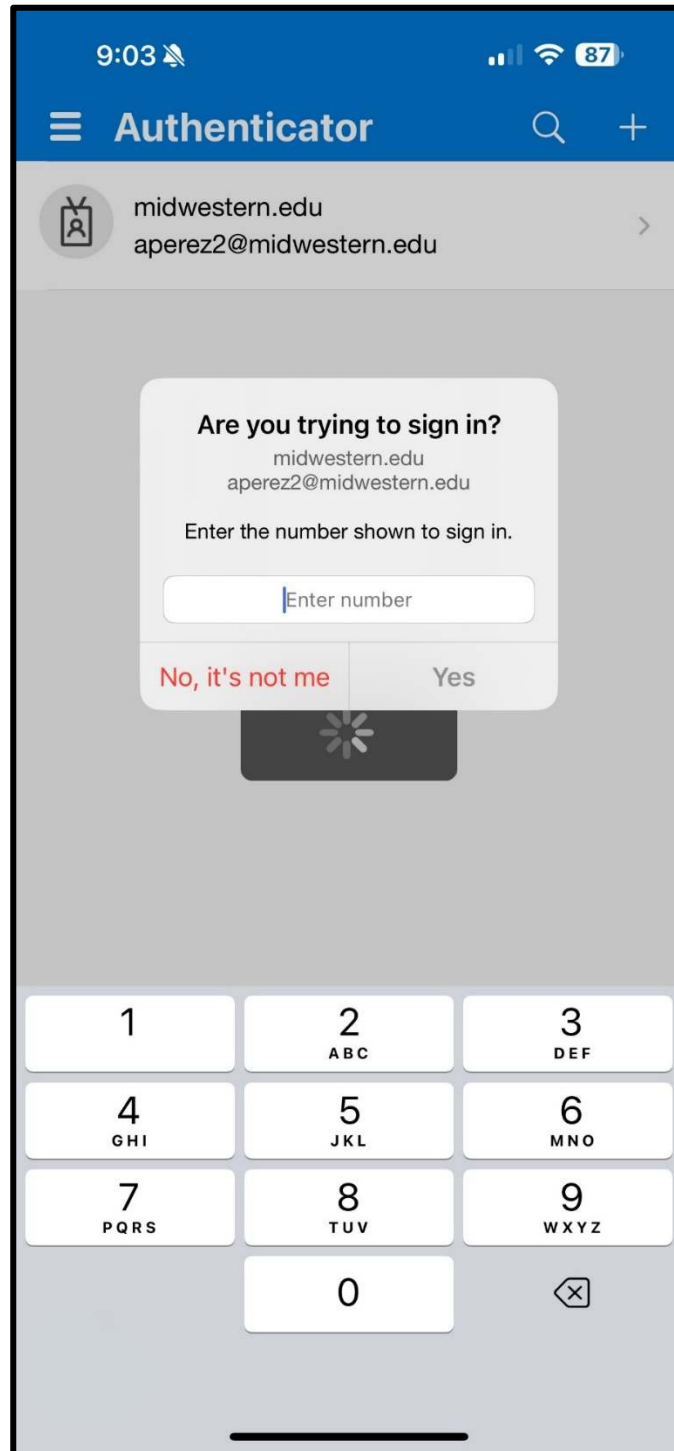 9:03
87
Authenticator
midwestern.edu
aperez2@midwestern.edu
Are you trying to sign in?
midwestern.edu
aperez2@midwestern.edu
Enter the number shown to sign in.
Enter number
No, it's not me Yes
1 2 3
ABC DEF
4 5 6
GHI JKL MNO
7 8 9
PQRS TUV WXYZ
0